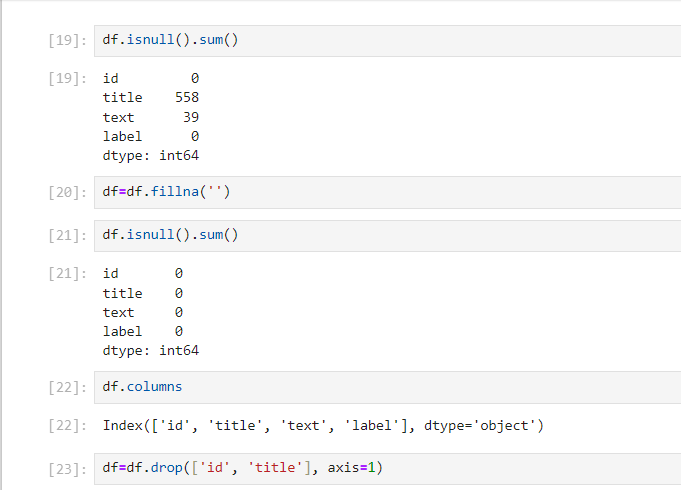 [19]: df.isnull().sum()
[19]: id 0
title 558
text 39
label 0
dtype: int64
[20]: df=df.fillna('')
[21]: df.isnull().sum()
[21]: id 0
title 0
text 0
label 0
dtype: int64
[22]: df.columns
[22]: Index(['id', 'title', 'text', 'label'], dtype='object')
[23]: df=df.drop(['id', 'title'], axis=1)